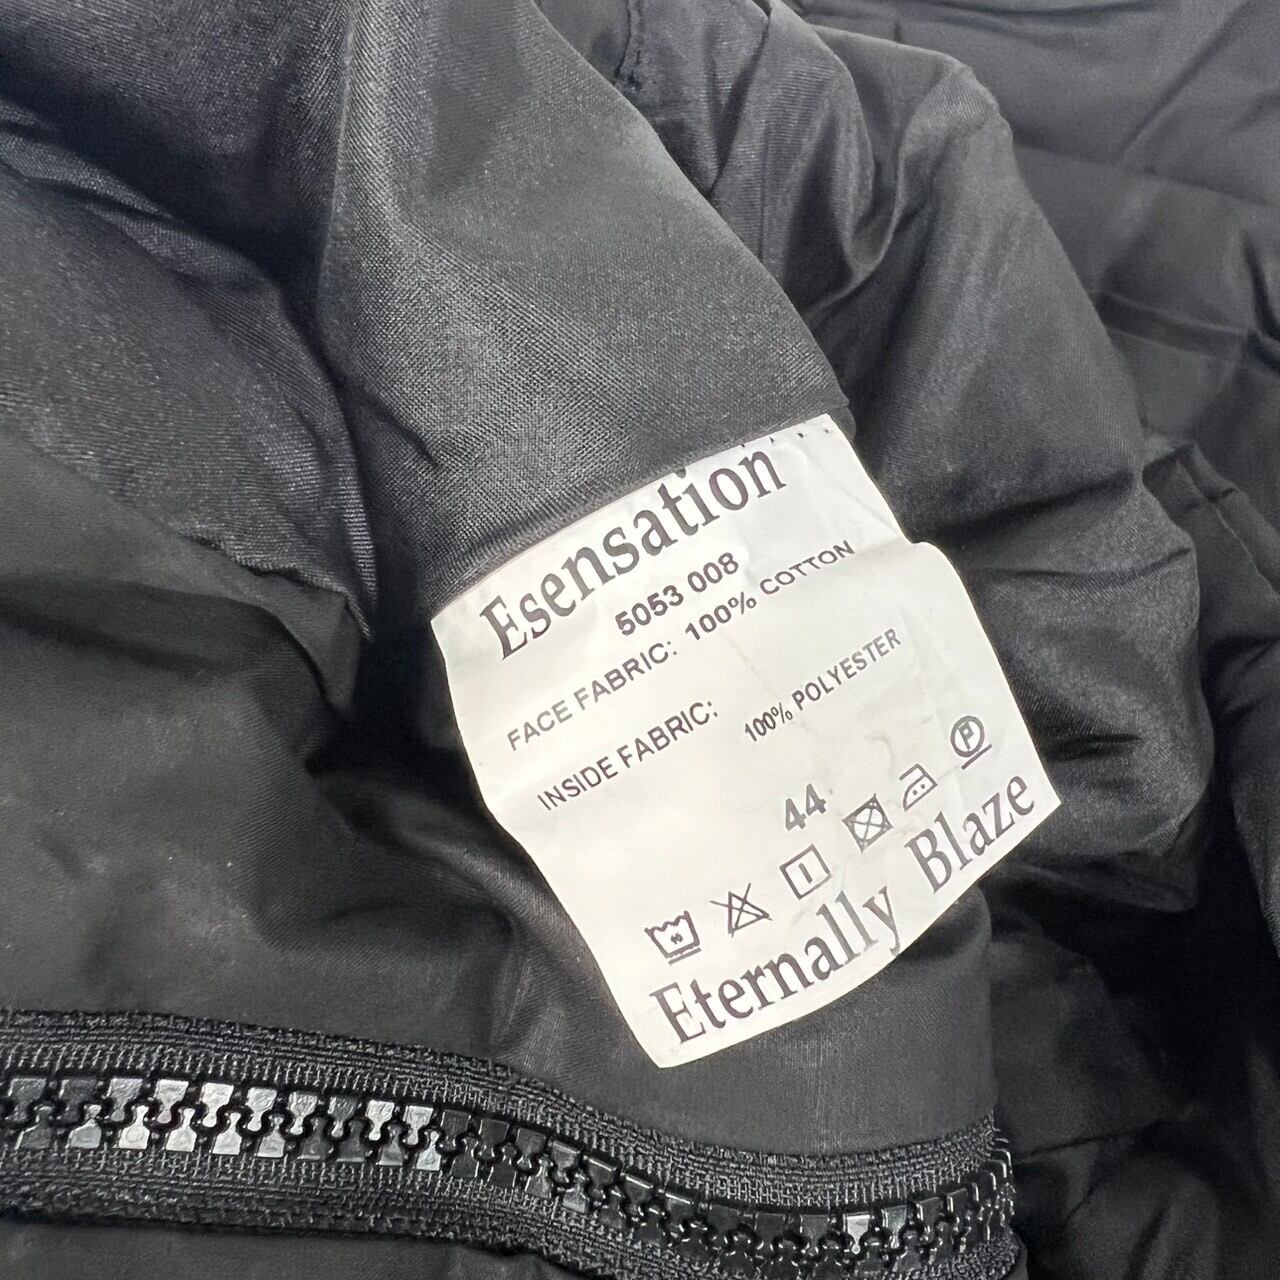 Esensation
5053 008
FACE FABRIC: 100% COTTON
INSIDE FABRIC: 100% POLYESTER
44
P
Eternally Blaze